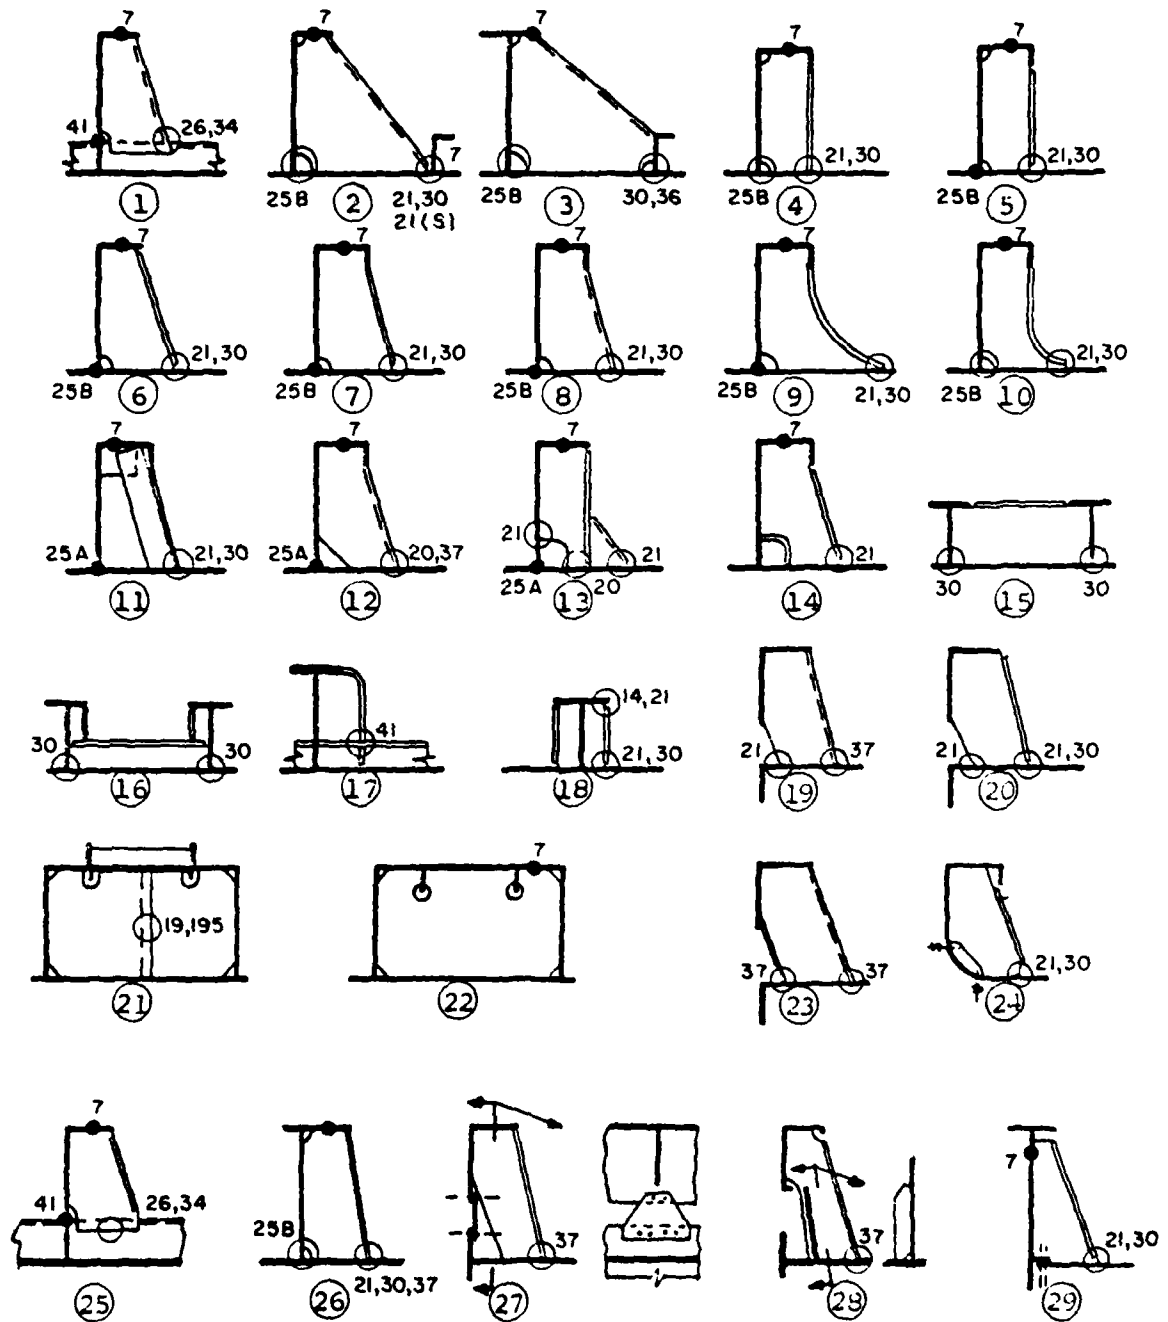 7 7 7 7 7
41 26,34 7 21,30 21,30
25B 21,30 25B 30,36 25B 25B
21(S)
1 2 3 4 5
7 7 7 7 7
21,30 21,30 21,30 21,30
25B 25B 25B 25B 21,30 25B
6 7 8 9 10
7 7 7 7
21
25A 21,30 25A 20,37 21 21
25A 20 30 30
11 12 13 14 15
14,21
30 30 41 21,30 21 37 21 21,30
16 17 18 19 20
7
19,195
37 37 21,30
21 22 23 24
7 7
41 26,34 25B 37 37 21,30
21,30,37
25 26 27 28 29